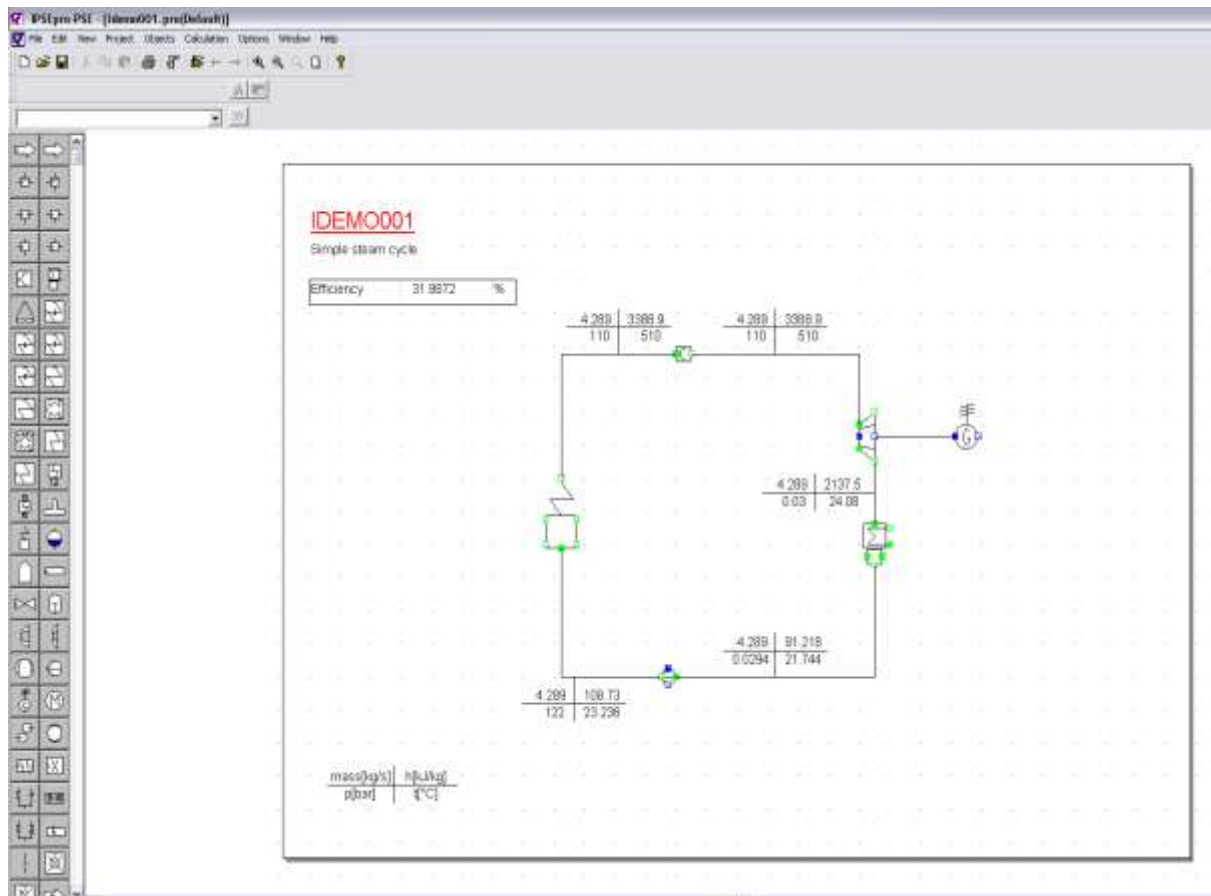 IPSEpro-PSE - [Idemo001.pro(Default)]
File Edit View Project Objects Calculation Options Window Help
IDEMO001
Simple steam cycle
Efficiency 31.9872 %
4.289 3388.9 4.289 3388.9
110 510 110 510
G
4.289 2137.5
0.03 24.08
4.289 91.218
0.0294 21.744
4.289 108.73
122 23.236
mass[kg/s] h[kJ/kg]
p[bar] t[°C]